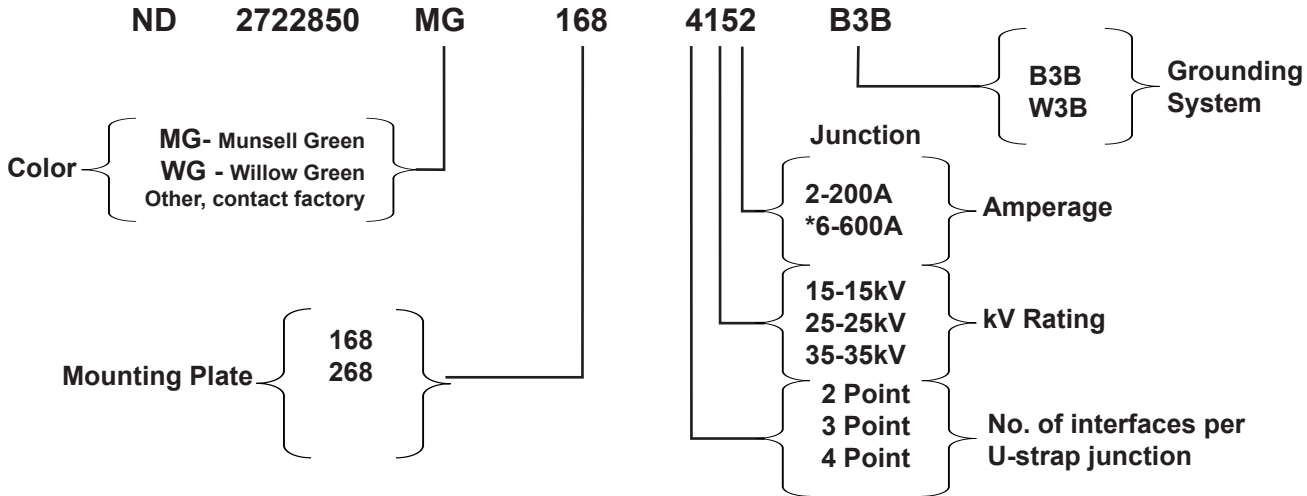 ND 2722850 MG 168 4152 B3B
B3B
W3B
Grounding
System
Color
MG- Munsell Green
WG - Willow Green
Other, contact factory
Junction
2-200A
*6-600A
Amperage
15-15kV
25-25kV
35-35kV
kV Rating
Mounting Plate
168
268
2 Point
3 Point
4 Point
No. of interfaces per
U-strap junction